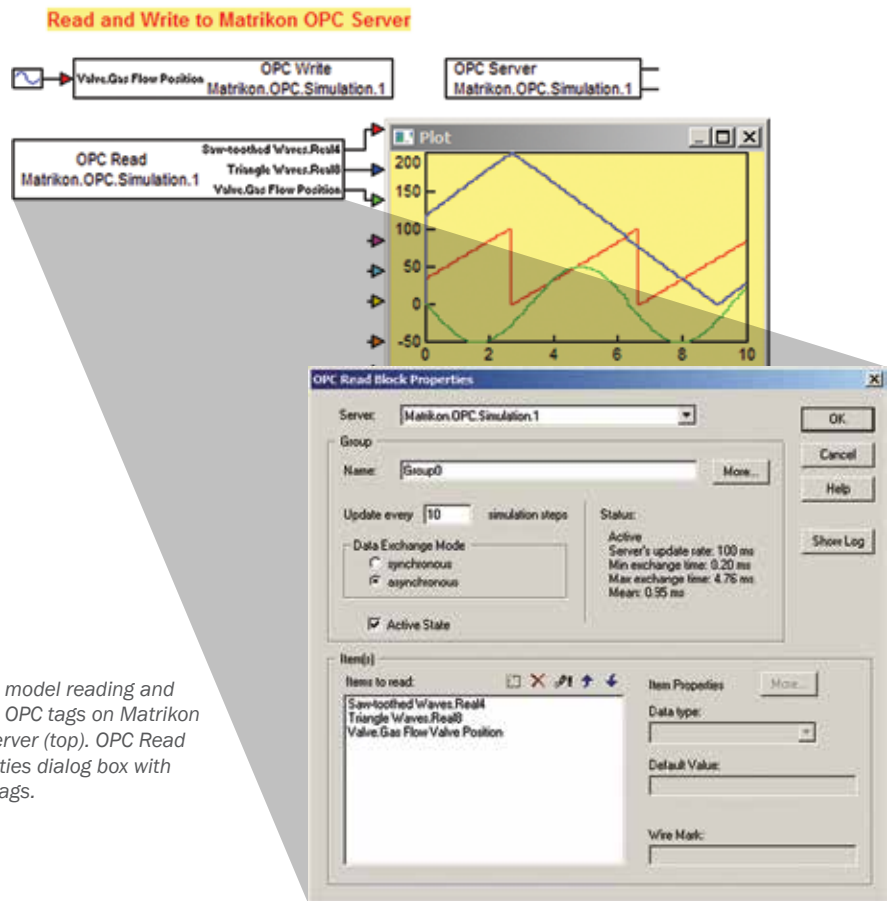 Read and Write to Matrikon OPC Server
Valve.Gas Flow Position
OPC Write
Matrikon.OPC.Simulation.1
OPC Server
Matrikon.OPC.Simulation.1
OPC Read
Matrikon.OPC.Simulation.1
Saw-toothed Waves.Real4
Triangle Waves.Real8
Valve.Gas Flow Position
Plot
200
150
100
50
0
-50
0 2 4 6 8 10
OPC Read Block Properties
Server: Matrikon.OPC.Simulation.1
OK
Cancel
Help
Show Log
Group
Name: Group0 More...
Update every 10 simulation steps
Data Exchange Mode
synchronous
asynchronous
Active State
Status:
Active
Server's update rate: 100 ms
Min exchange time: 0.20 ms
Max exchange time: 4.76 ms
Mean: 0.95 ms
Item(s)
Items to read:
Saw-toothed Waves.Real4
Triangle Waves.Real8
Valve.Gas Flow Valve Position
Item Properties More...
Data type:
Default Value:
Wire Mark:
model reading and
OPC tags on Matrikon
erver (top). OPC Read
ties dialog box with
ags.